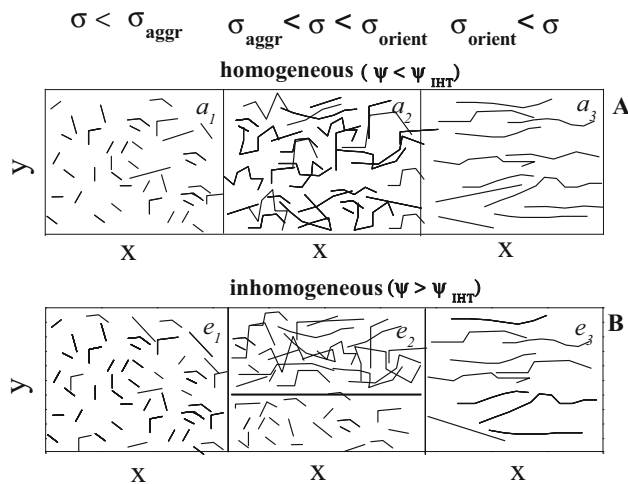 σ < σaggr σaggr < σ < σorient σorient < σ
homogeneous (ψ < ψIHT)
a1 a2 a3 A
y
x x x
inhomogeneous (ψ > ψIHT)
e1 e2 e3 B
y
x x x